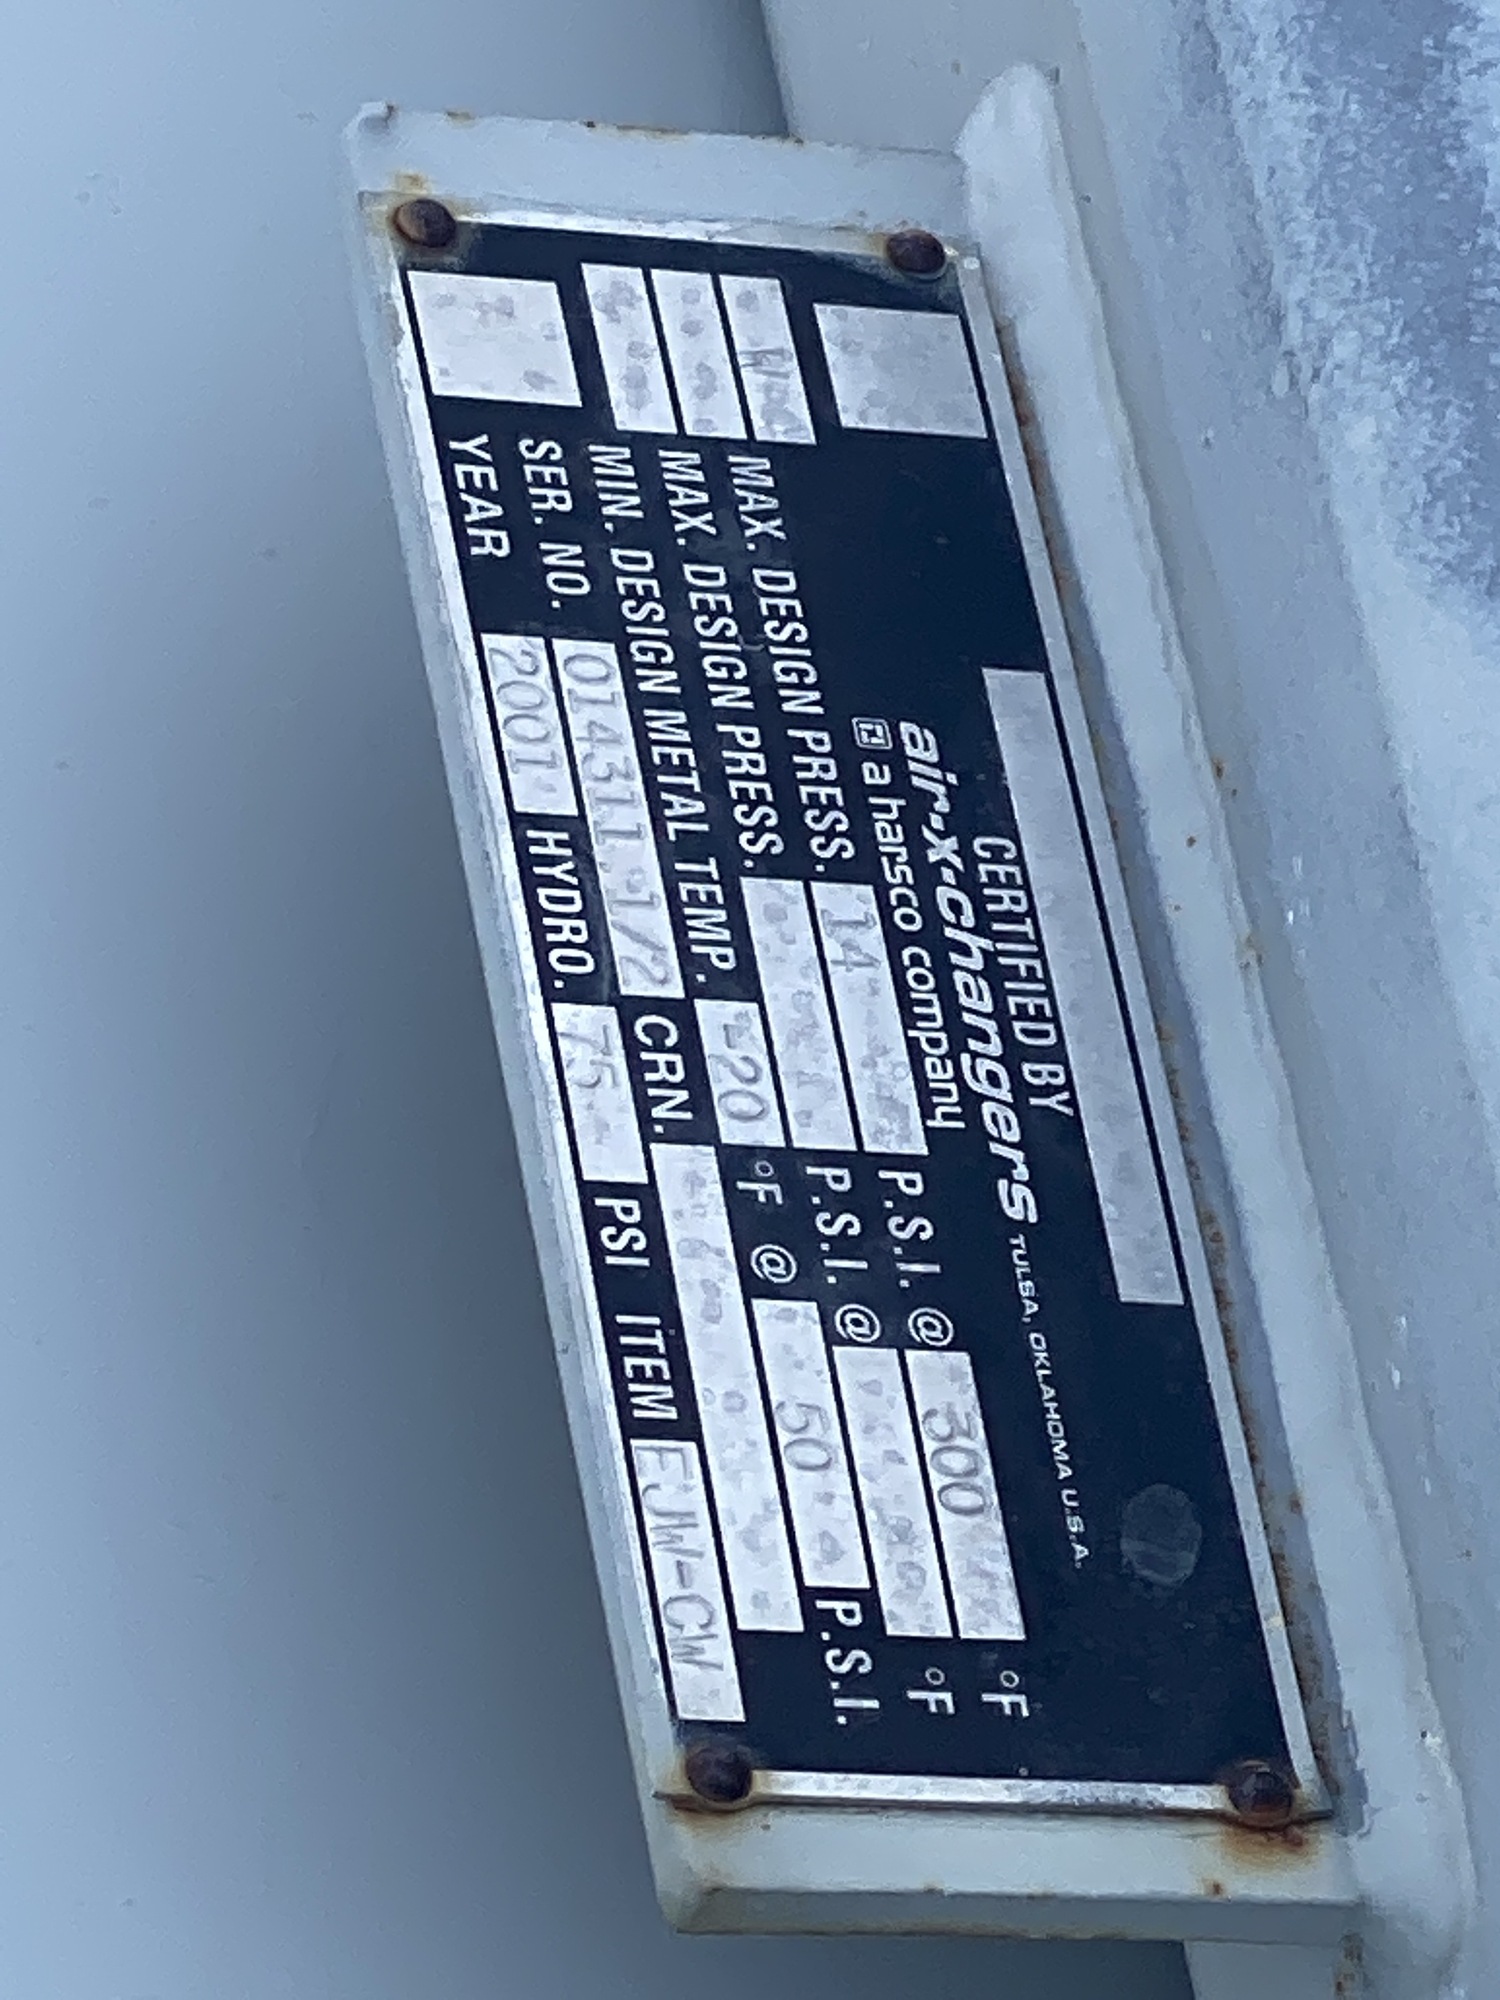 CERTIFIED BY
air-x-changers TULSA, OKLAHOMA U.S.A.
a harsco company
W MAX. DESIGN PRESS. 14 P.S.I. @ 300 °F
MAX. DESIGN PRESS. P.S.I. @ °F
MIN. DESIGN METAL TEMP. -20 °F @ 50 P.S.I.
SER. NO. 014311.1/2 CRN.
YEAR 2001 HYDRO. 75 PSI ITEM EJW-CW